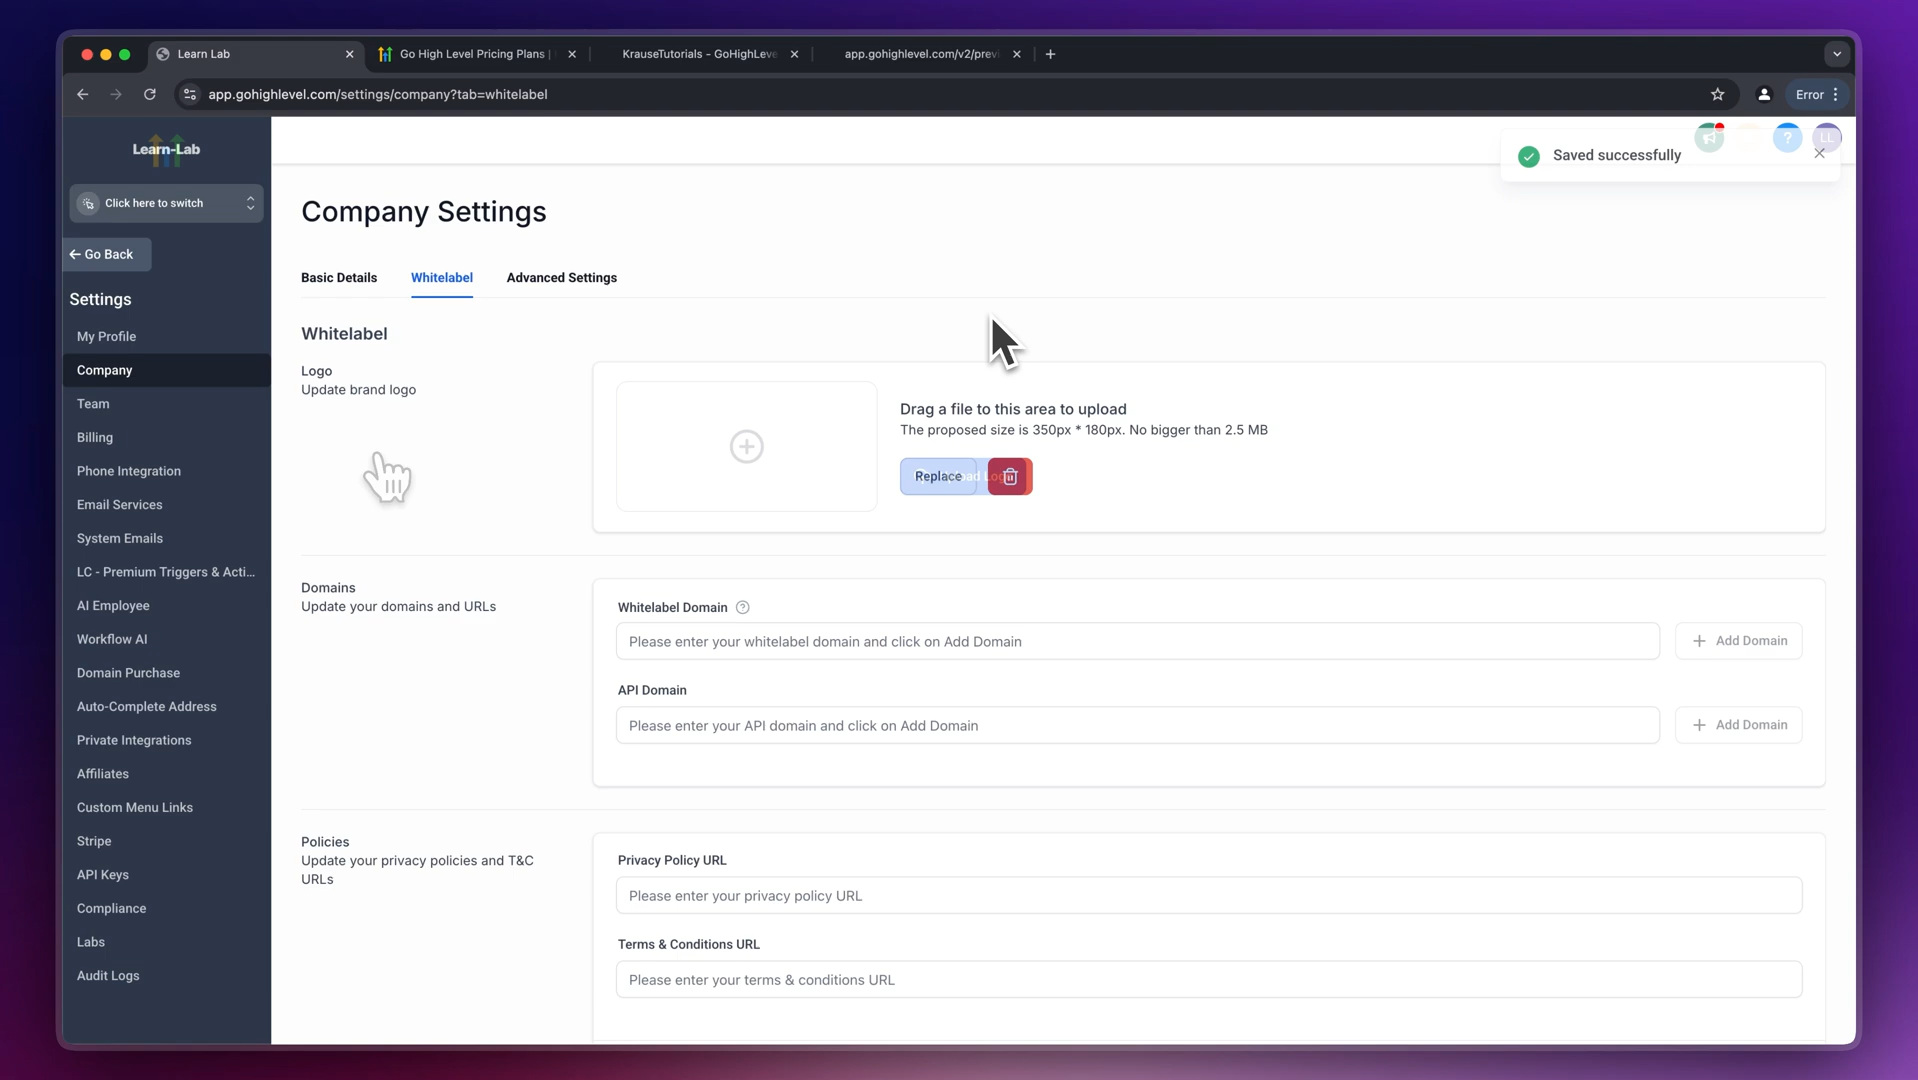 Learn Lab
Go High Level Pricing Plans |
KrauseTutorials - GoHighLeve
app.gohighlevel.com/v2/previ
app.gohighlevel.com/settings/company?tab=whitelabel
Error
Learn-Lab
LL
Saved successfully
Click here to switch
Go Back
Settings
My Profile
Company
Team
Billing
Phone Integration
Email Services
System Emails
LC - Premium Triggers & Acti...
AI Employee
Workflow AI
Domain Purchase
Auto-Complete Address
Private Integrations
Affiliates
Custom Menu Links
Stripe
API Keys
Compliance
Labs
Audit Logs
Company Settings
Basic Details
Whitelabel
Advanced Settings
Whitelabel
Logo
Update brand logo
Drag a file to this area to upload
The proposed size is 350px * 180px. No bigger than 2.5 MB
Replace
Domains
Update your domains and URLs
Whitelabel Domain
Please enter your whitelabel domain and click on Add Domain
Add Domain
API Domain
Please enter your API domain and click on Add Domain
Add Domain
Policies
Update your privacy policies and T&C
URLs
Privacy Policy URL
Please enter your privacy policy URL
Terms & Conditions URL
Please enter your terms & conditions URL